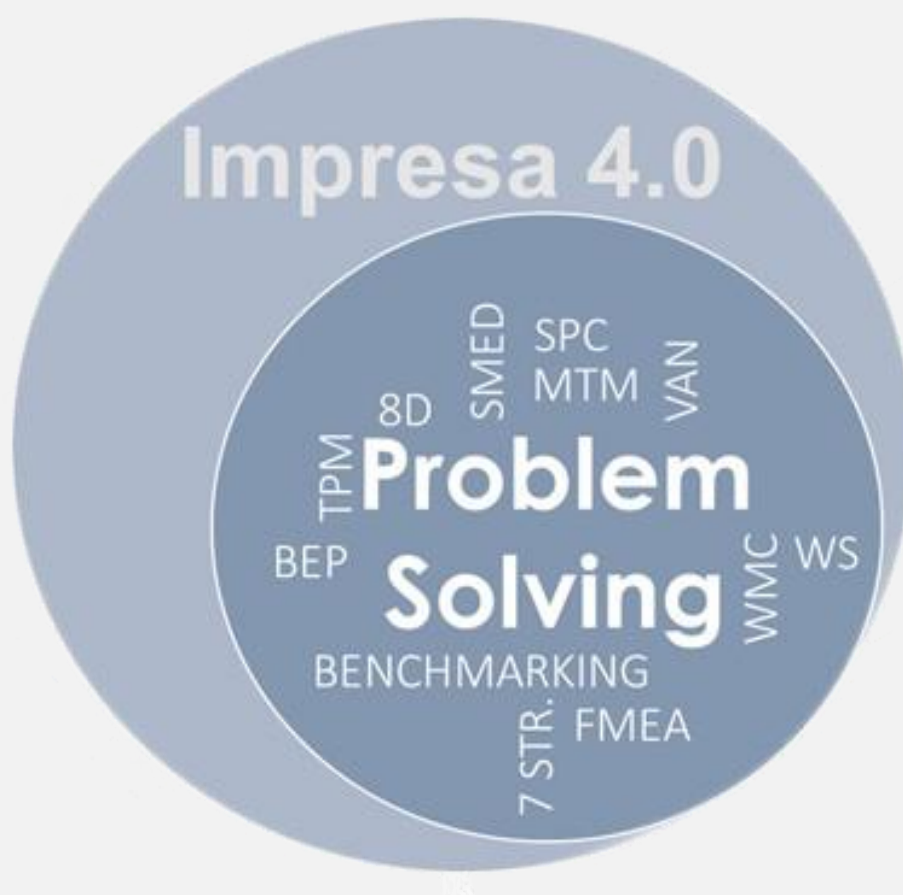 Impresa 4.0
SMED
SPC
MTM
VAN
8D
TPM
Problem
Solving
BEP
WMC
WS
BENCHMARKING
7 STR.
FMEA